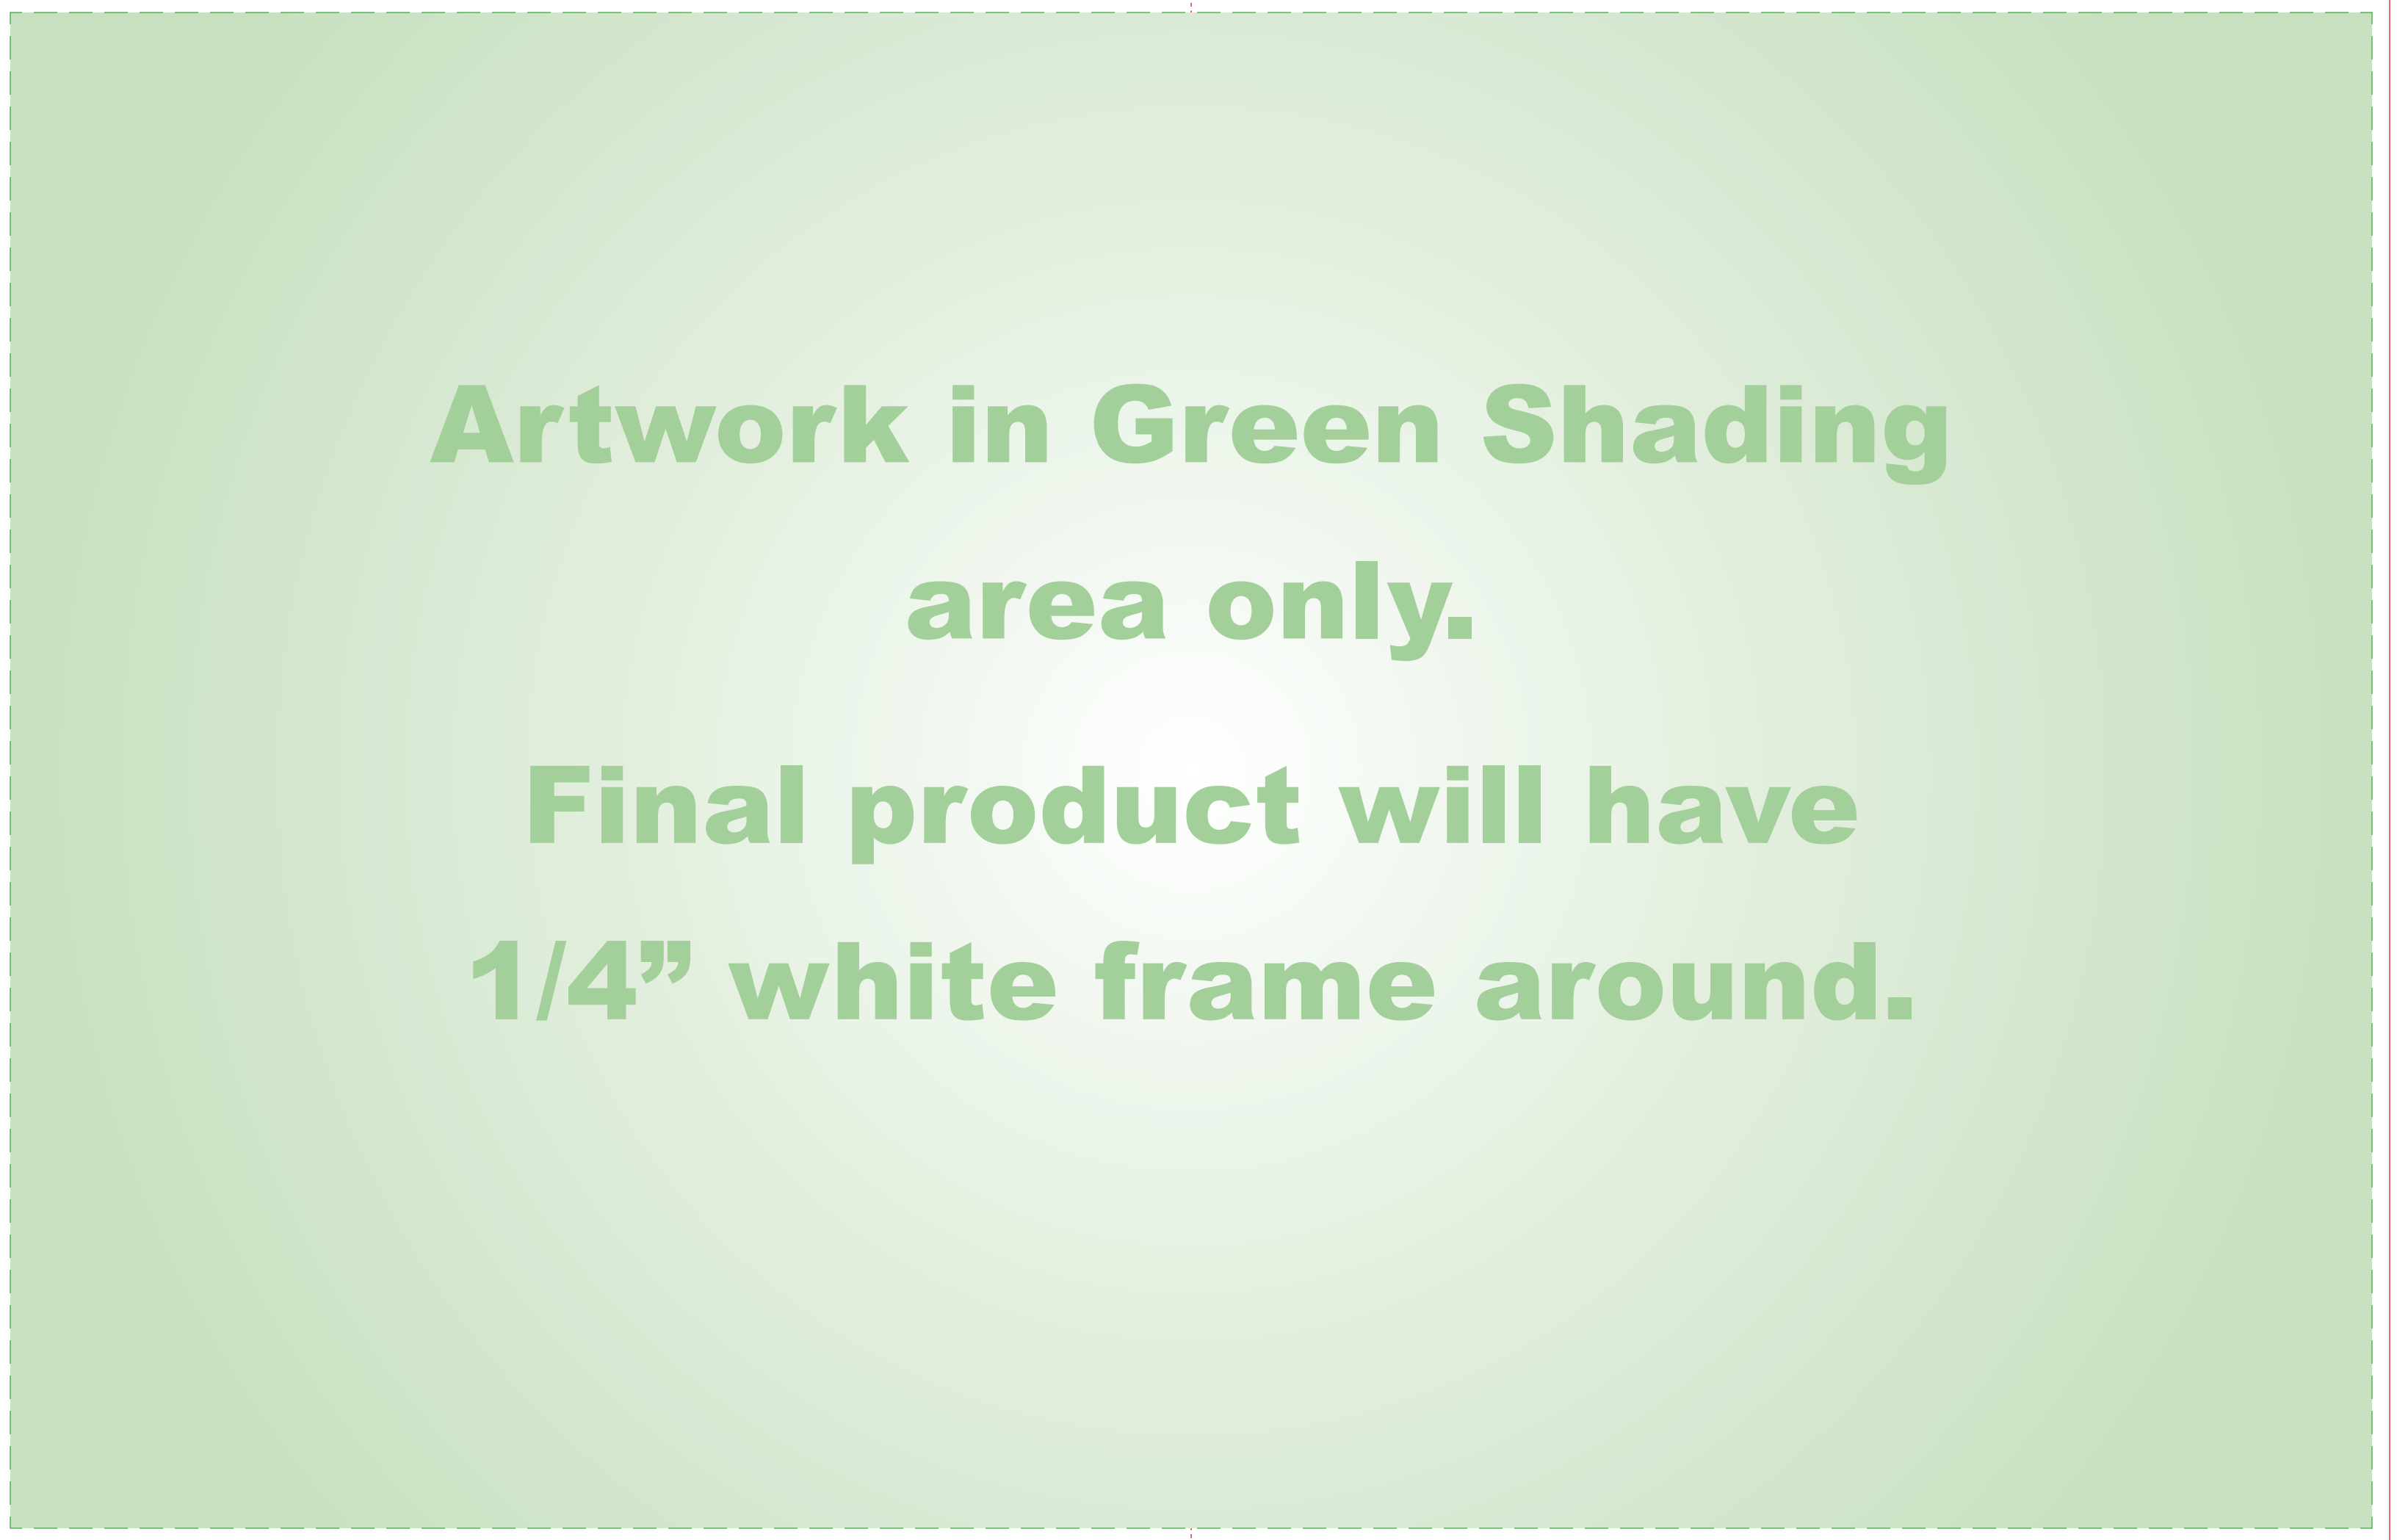 Artwork in Green Shading
area only.
Final product will have
1/4” white frame around.